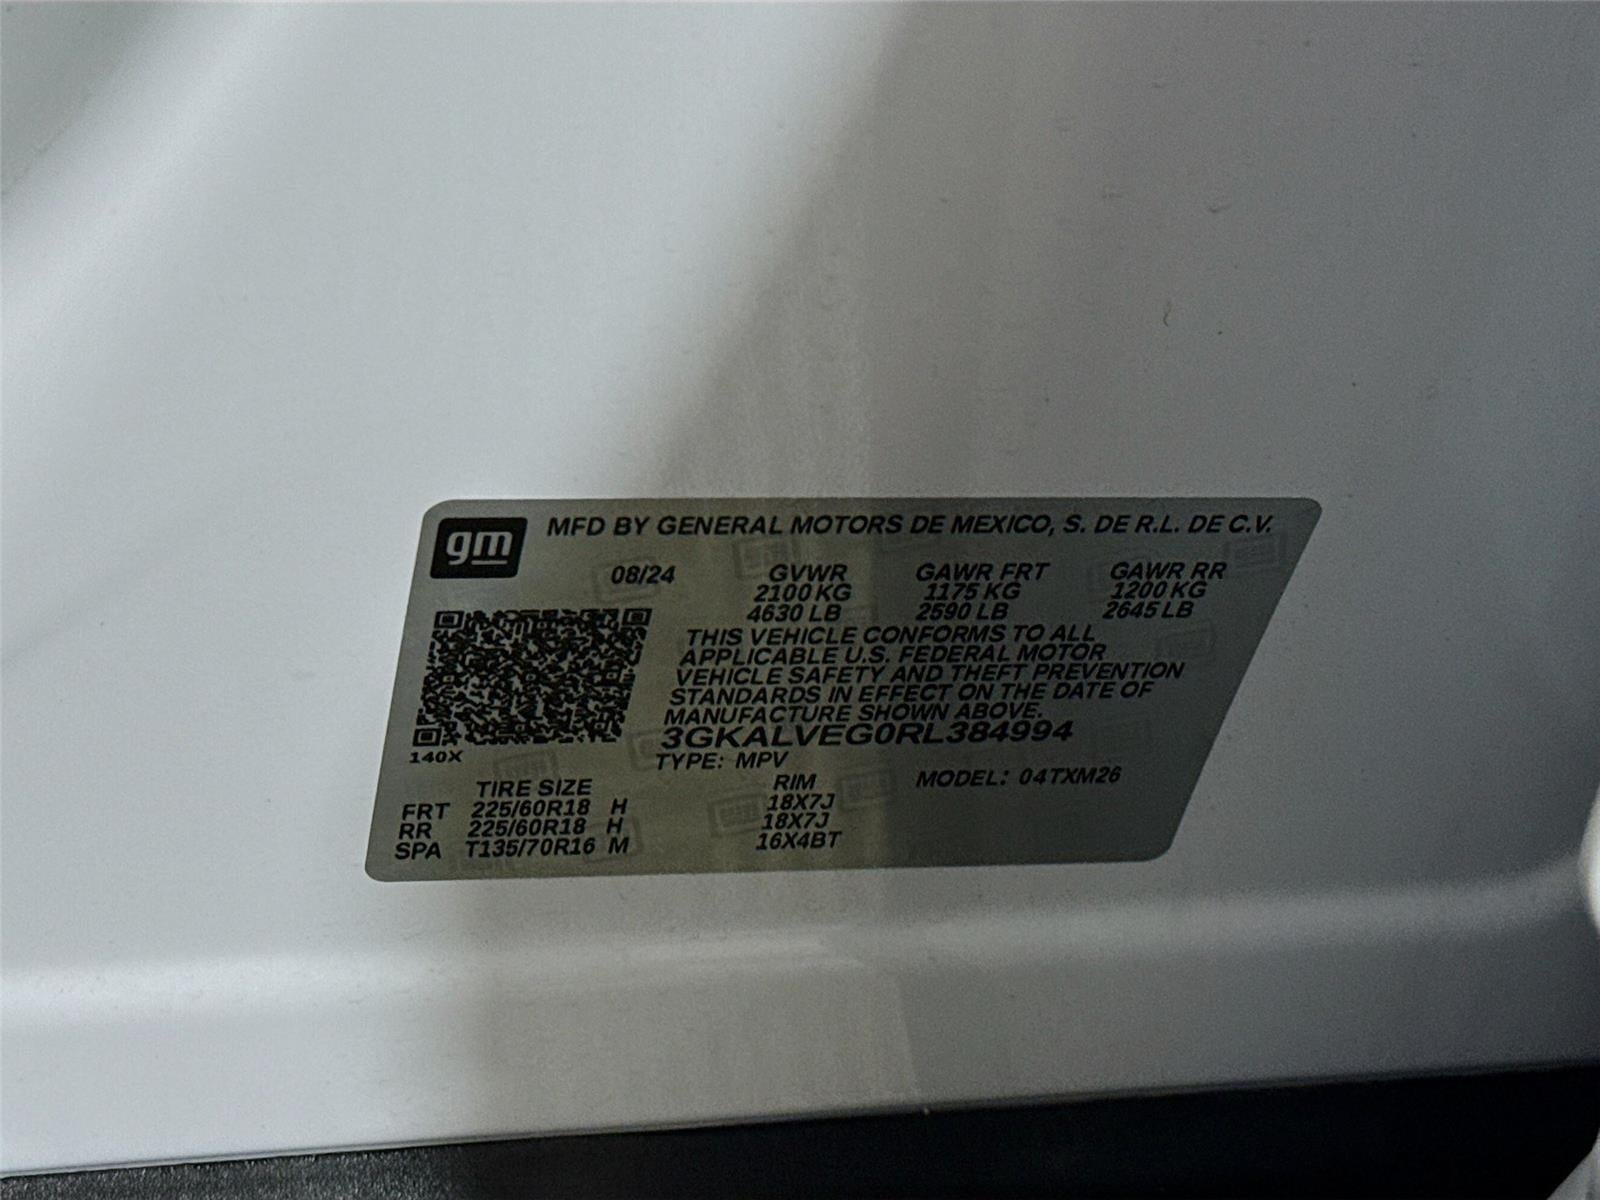 gm MFD BY GENERAL MOTORS DE MEXICO, S. DE R.L. DE C.V.
08/24 GVWR GAWR FRT GAWR RR
2100 KG 1175 KG 1200 KG
4630 LB 2590 LB 2645 LB
THIS VEHICLE CONFORMS TO ALL
APPLICABLE U.S. FEDERAL MOTOR
VEHICLE SAFETY AND THEFT PREVENTION
STANDARDS IN EFFECT ON THE DATE OF
MANUFACTURE SHOWN ABOVE.
3GKALVEG0RL384994
140X
TYPE: MPV MODEL: 04TXM26
TIRE SIZE RIM
FRT 225/60R18 H 18X7J
RR 225/60R18 H 18X7J
SPA T135/70R16 M 16X4BT